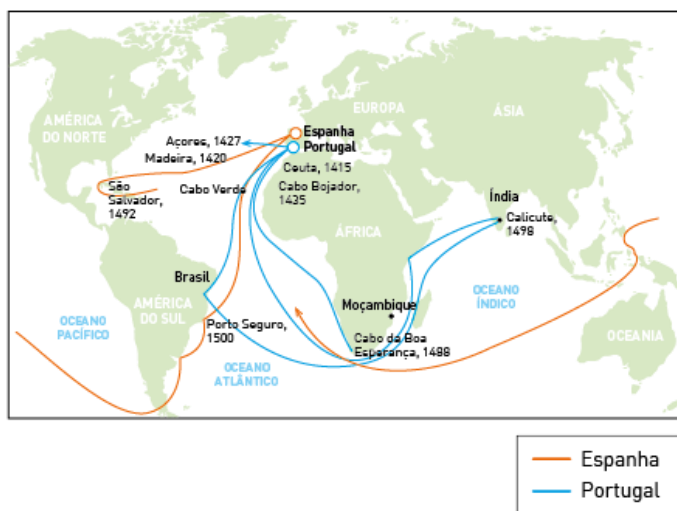 EUROPA
ÁSIA
AMÉRICA
DO NORTE
Espanha
Açores, 1427
Portugal
Madeira, 1420
Ceuta, 1415
São
Salvador,
1492
Cabo Verde
Cabo Bojador,
1435
Índia
Calicute,
1498
ÁFRICA
Brasil
OCEANO
ÍNDICO
AMÉRICA
DO SUL
Moçambique
OCEANO
PACÍFICO
Porto Seguro,
1500
Cabo da Boa
Esperança, 1488
OCEANIA
OCEANO
ATLÂNTICO
Espanha
Portugal